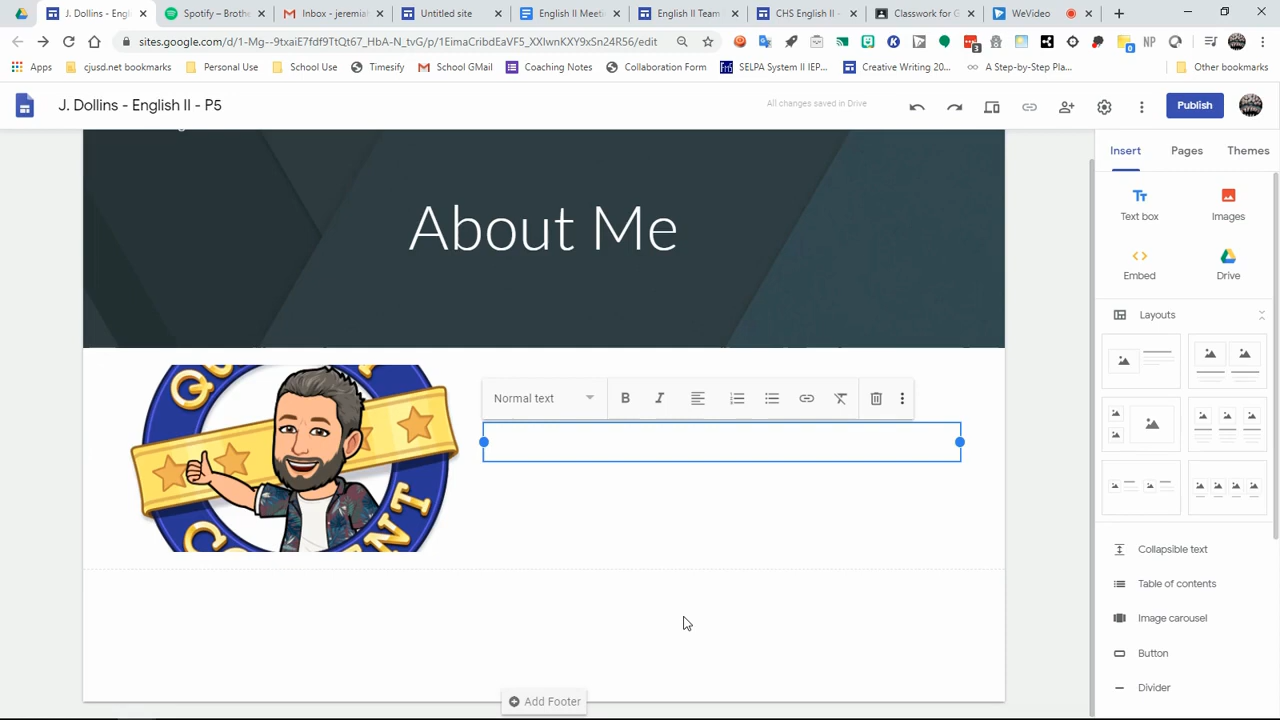 J. Dollins - Eng
Spotify – Brothe
Inbox - jeremial
Untitled site
English II Meeti
English II Team
CHS English II -
Classwork for G
WeVideo
sites.google.com/d/1-Mg--9txaiE7fdf9TtQt67_HbA-N_tvG/p/1EimaCribdEaVF5_XXIwnKXY9xSn24R56/edit
Apps
cjusd.net bookmarks
Personal Use
School Use
Timesify
School GMail
Coaching Notes
Collaboration Form
SELPA System II IEP...
Creative Writing 20...
A Step-by-Step Pla...
Other bookmarks
J. Dollins - English II - P5
All changes saved in Drive
Publish
Insert
Pages
Themes
About Me
Text box
Images
Embed
Drive
Layouts
Normal text
Collapsible text
Table of contents
Image carousel
Button
Divider
Add Footer